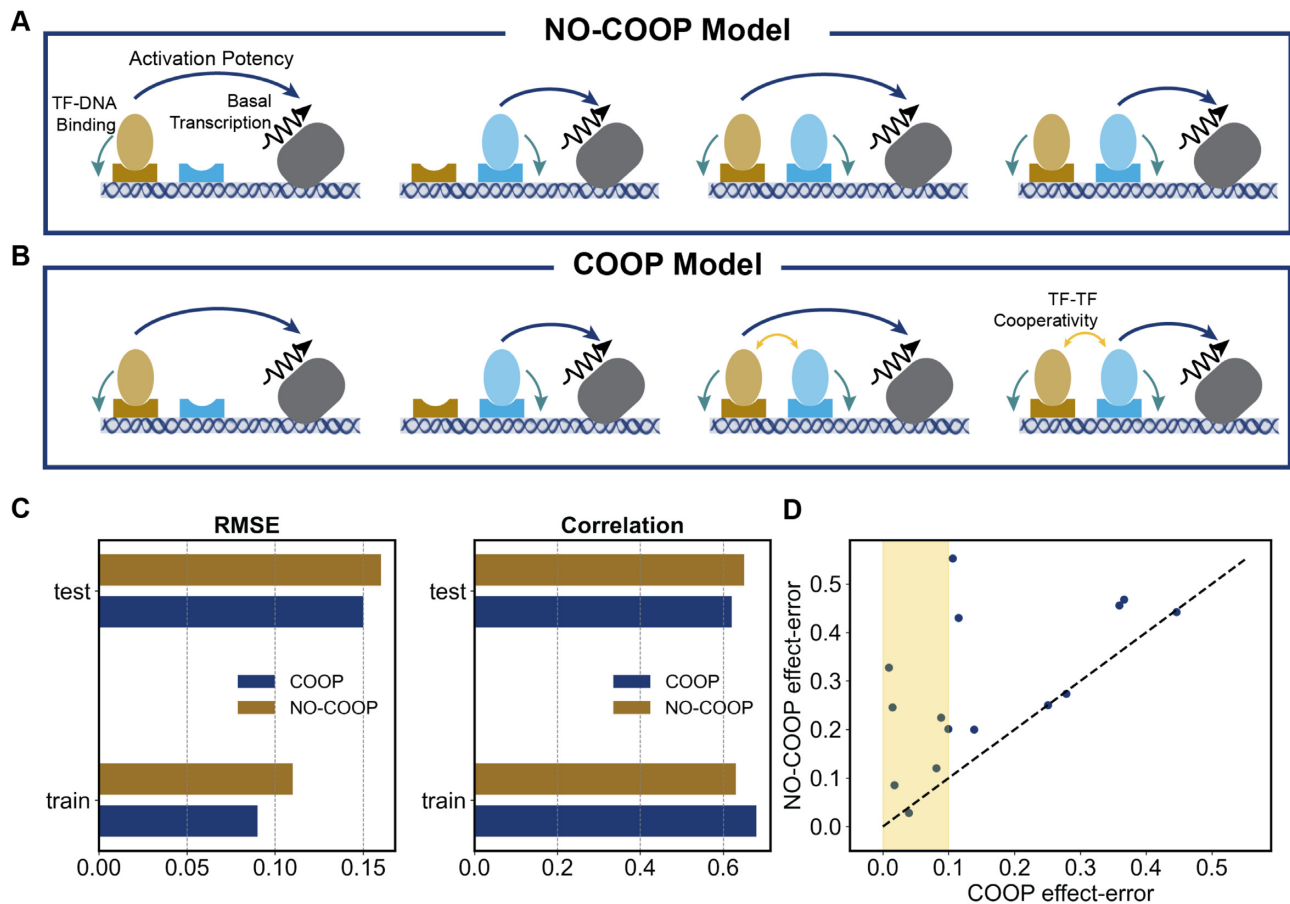 A
NO-COOP Model
Activation Potency
TF-DNA
Binding
Basal
Transcription
B
COOP Model
TF-TF
Cooperativity
C
RMSE
test
train
COOP
NO-COOP
0.00
0.05
0.10
0.15
Correlation
test
train
COOP
NO-COOP
0.0
0.2
0.4
0.6
D
NO-COOP effect-error
0.5
0.4
0.3
0.2
0.1
0.0
0.0
0.1
0.2
0.3
0.4
0.5
COOP effect-error